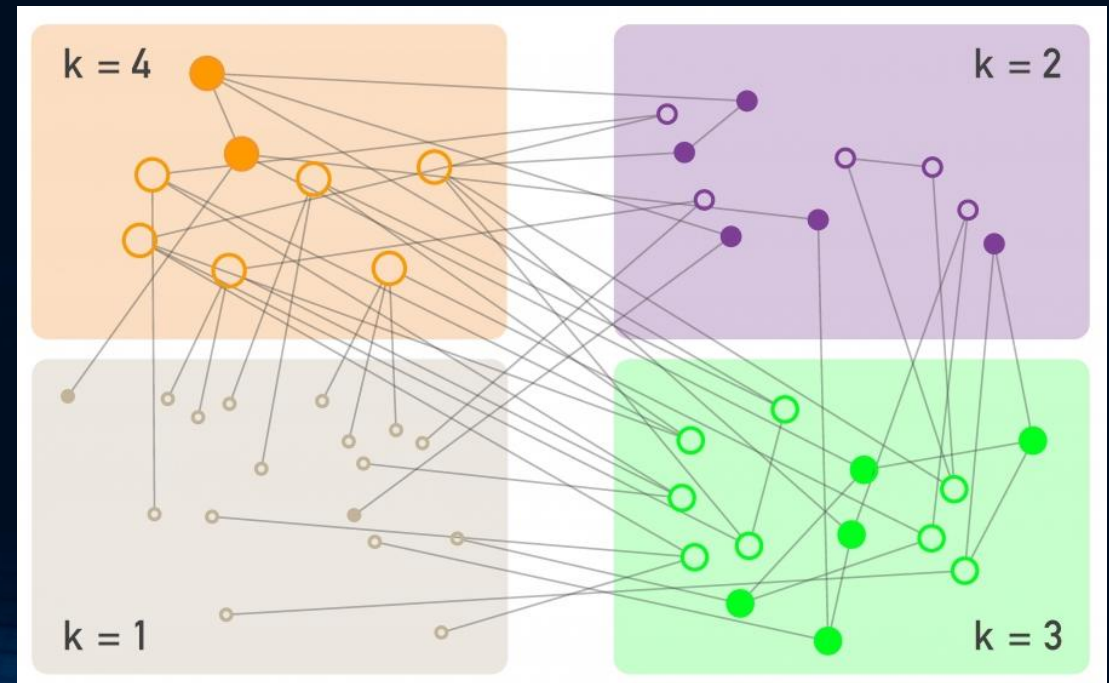 k = 4
k = 2
k = 1
k = 3